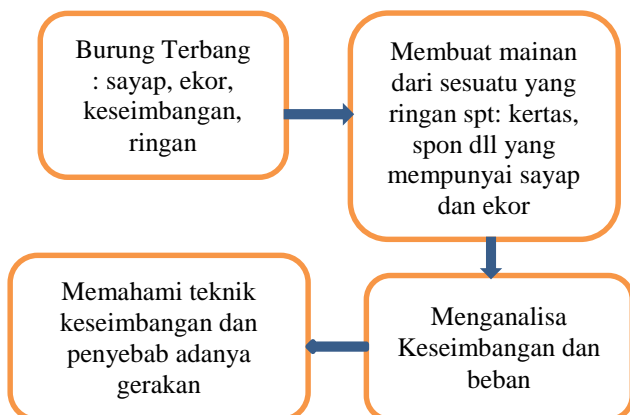 Burung Terbang
: sayap, ekor,
keseimbangan,
ringan
Membuat mainan
dari sesuatu yang
ringan spt: kertas,
spon dll yang
mempunyai sayap
dan ekor
Menganalisa
Keseimbangan dan
beban
Memahami teknik
keseimbangan dan
penyebab adanya
gerakan